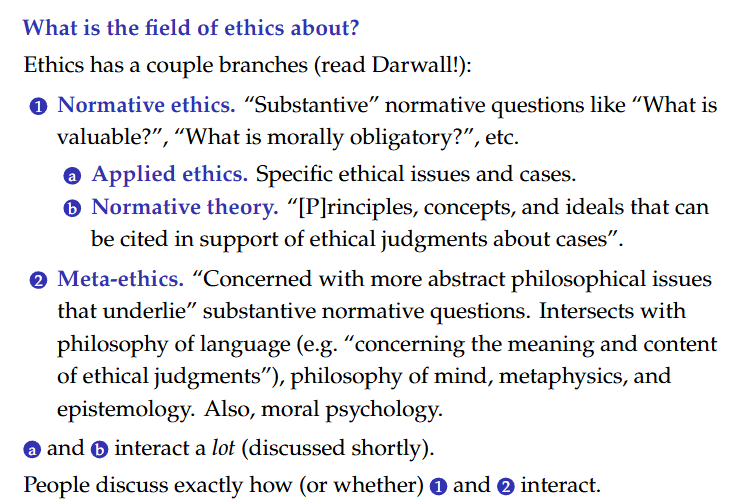 What is the field of ethics about?
Ethics has a couple branches (read Darwall!):
1 Normative ethics. “Substantive” normative questions like “What is
valuable?”, “What is morally obligatory?”, etc.
a Applied ethics. Specific ethical issues and cases.
b Normative theory. “[P]rinciples, concepts, and ideals that can
be cited in support of ethical judgments about cases”.
2 Meta-ethics. “Concerned with more abstract philosophical issues
that underlie” substantive normative questions. Intersects with
philosophy of language (e.g. “concerning the meaning and content
of ethical judgments”), philosophy of mind, metaphysics, and
epistemology. Also, moral psychology.
a and b interact a lot (discussed shortly).
People discuss exactly how (or whether) 1 and 2 interact.